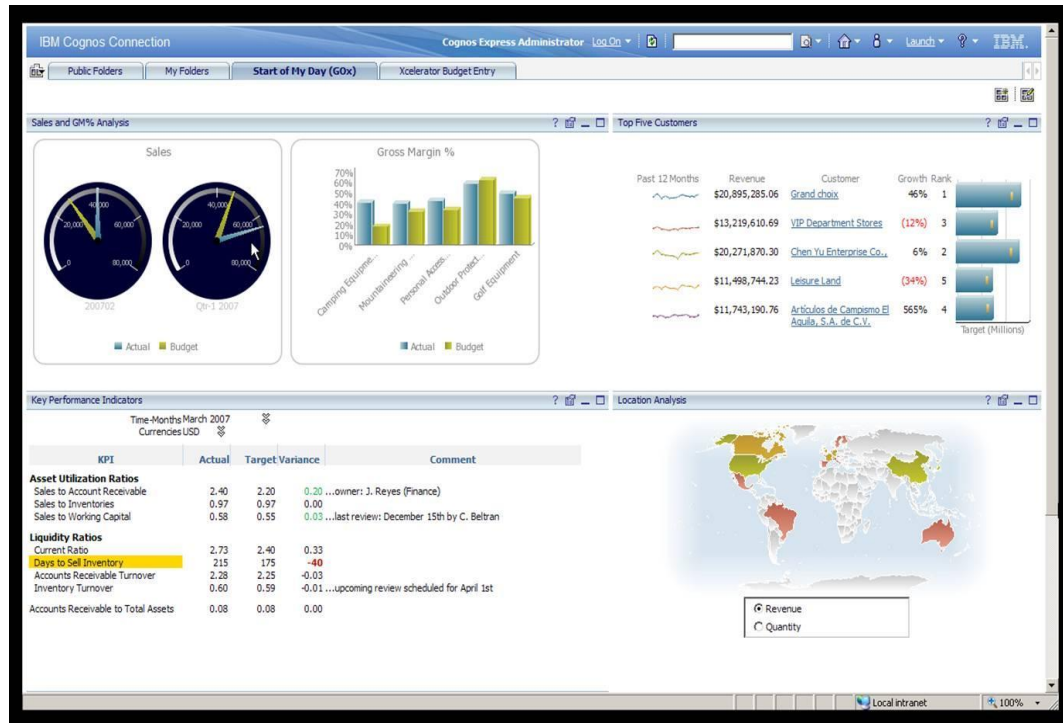 IBM Cognos Connection
Cognos Express Administrator Log On
Launch
?
IBM.
Public Folders
My Folders
Start of My Day (GOx)
Xcelerator Budget Entry
Sales and GM% Analysis
?
Top Five Customers
?
Sales
40,000
20,000 60,000
0 80,000
200702
40,000
20,000 60,000
0 80,000
Qtr-1 2007
Actual Budget
Gross Margin %
70%
60%
50%
40%
30%
20%
10%
0%
Camping Equipme...
Mountaineering ...
Personal Access...
Outdoor Protect...
Golf Equipment
Actual Budget
Past 12 Months Revenue Customer Growth Rank
$20,895,285.06 Grand choix 46% 1
$13,219,610.69 VIP Department Stores (12%) 3
$20,271,870.30 Chen Yu Enterprise Co., 6% 2
$11,498,744.23 Leisure Land (34%) 5
$11,743,190.76 Artículos de Campismo El 565% 4
Aguila, S.A. de C.V.
Target (Millions)
Key Performance Indicators
?
Location Analysis
?
Time-Months March 2007
Currencies USD
KPI Actual Target Variance Comment
Asset Utilization Ratios
Sales to Account Receivable 2.40 2.20 0.20 ...owner: J. Reyes (Finance)
Sales to Inventories 0.97 0.97 0.00
Sales to Working Capital 0.58 0.55 0.03 ...last review: December 15th by C. Beltran
Liquidity Ratios
Current Ratio 2.73 2.40 0.33
Days to Sell Inventory 215 175 -40
Accounts Receivable Turnover 2.28 2.25 -0.03
Inventory Turnover 0.60 0.59 -0.01 ...upcoming review scheduled for April 1st
Accounts Receivable to Total Assets 0.08 0.08 0.00
Revenue
Quantity
Local intranet
100%